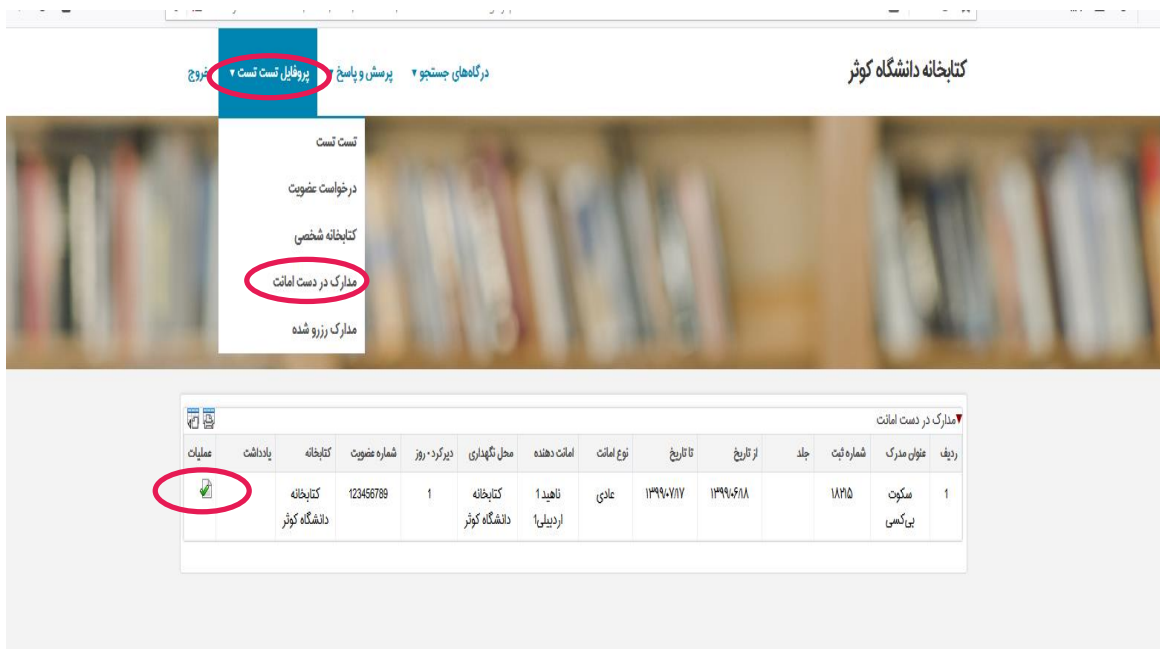 کتابخانه دانشگاه کوثر
درگاه‌های جستجو ▾ پرسش و پاسخ ▾ پروفایل تست تست ▾ خروج
تست تست
درخواست عضویت
کتابخانه شخصی
مدارک در دست امانت
مدارک رزرو شده
▾مدارک در دست امانت
ردیف عنوان مدرک شماره ثبت جلد از تاریخ تا تاریخ نوع امانت امانت دهنده محل نگهداری دیرکرد - روز شماره عضویت کتابخانه یادداشت عملیات
1 سکوت ۱۸۲۱۵ ۱۳۹۹/۰۶/۱۸ ۱۳۹۹/۰۷/۱۷ عادی ناهید 1 کتابخانه 1 123456789 کتابخانه
بی‌کسی اردبیلی1 دانشگاه کوثر دانشگاه کوثر